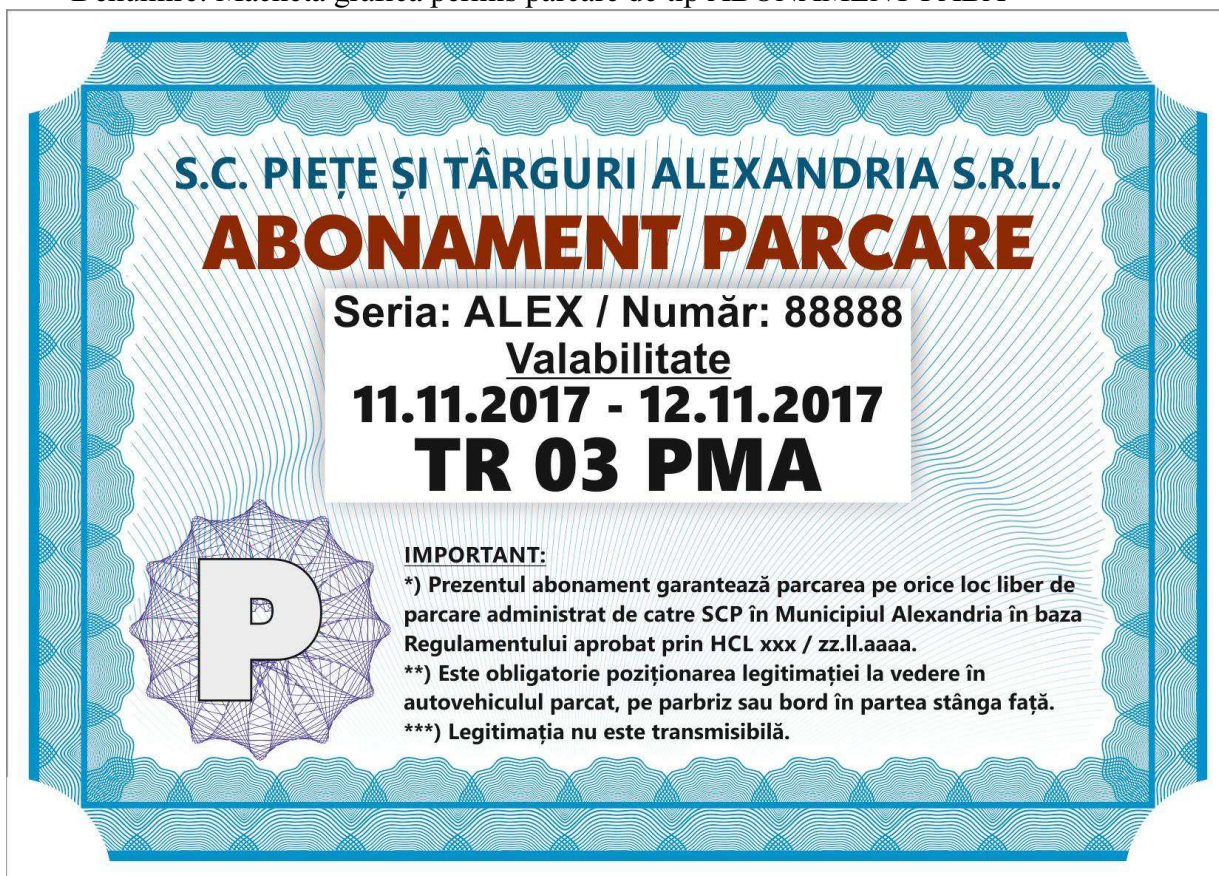 S.C. PIEȚE ȘI TÂRGURI ALEXANDRIA S.R.L.
ABONAMENT PARCARE
Seria: ALEX / Număr: 88888
Valabilitate
11.11.2017 - 12.11.2017
TR 03 PMA
P
IMPORTANT:
*) Prezentul abonament garantează parcarea pe orice loc liber de
parcare administrat de catre SCP în Municipiul Alexandria în baza
Regulamentului aprobat prin HCL xxx / zz.ll.aaaa.
**) Este obligatorie poziționarea legitimației la vedere în
autovehiculul parcat, pe parbriz sau bord în partea stânga față.
***) Legitimația nu este transmisibilă.